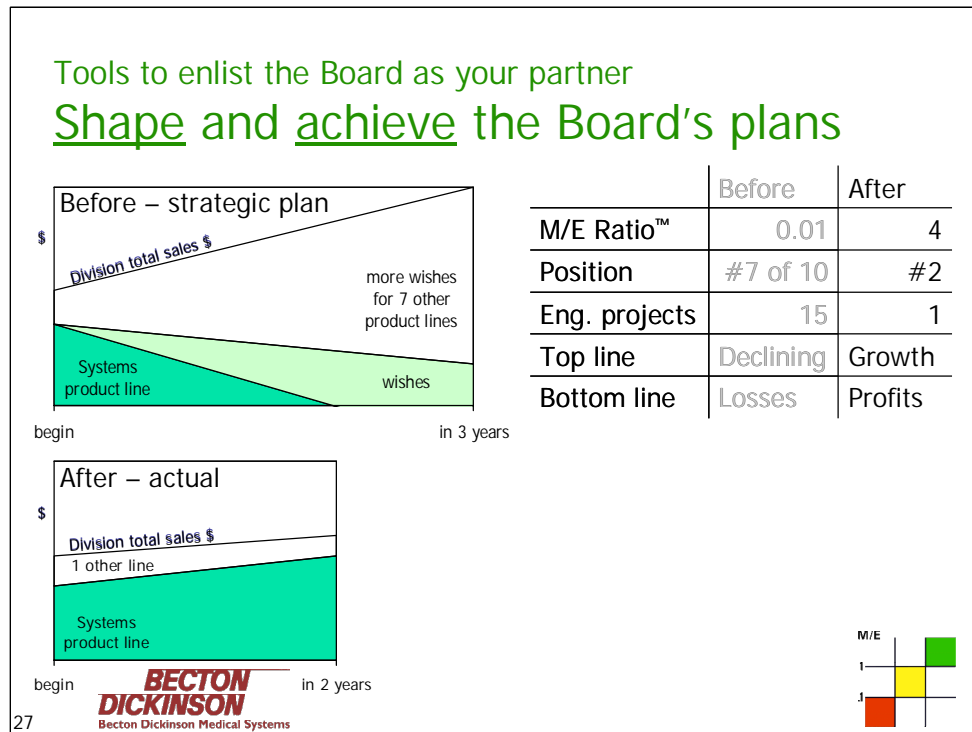 Tools to enlist the Board as your partner
Shape and achieve the Board's plans
Before – strategic plan
$
Division total sales $
more wishes
for 7 other
product lines
Systems
product line
wishes
begin
in 3 years
Before After
M/E Ratio™ 0.01 4
Position #7 of 10 #2
Eng. projects 15 1
Top line Declining Growth
Bottom line Losses Profits
After – actual
$
Division total sales $
1 other line
Systems
product line
begin
in 2 years
BECTON
DICKINSON
Becton Dickinson Medical Systems
M/E
1
.1
27